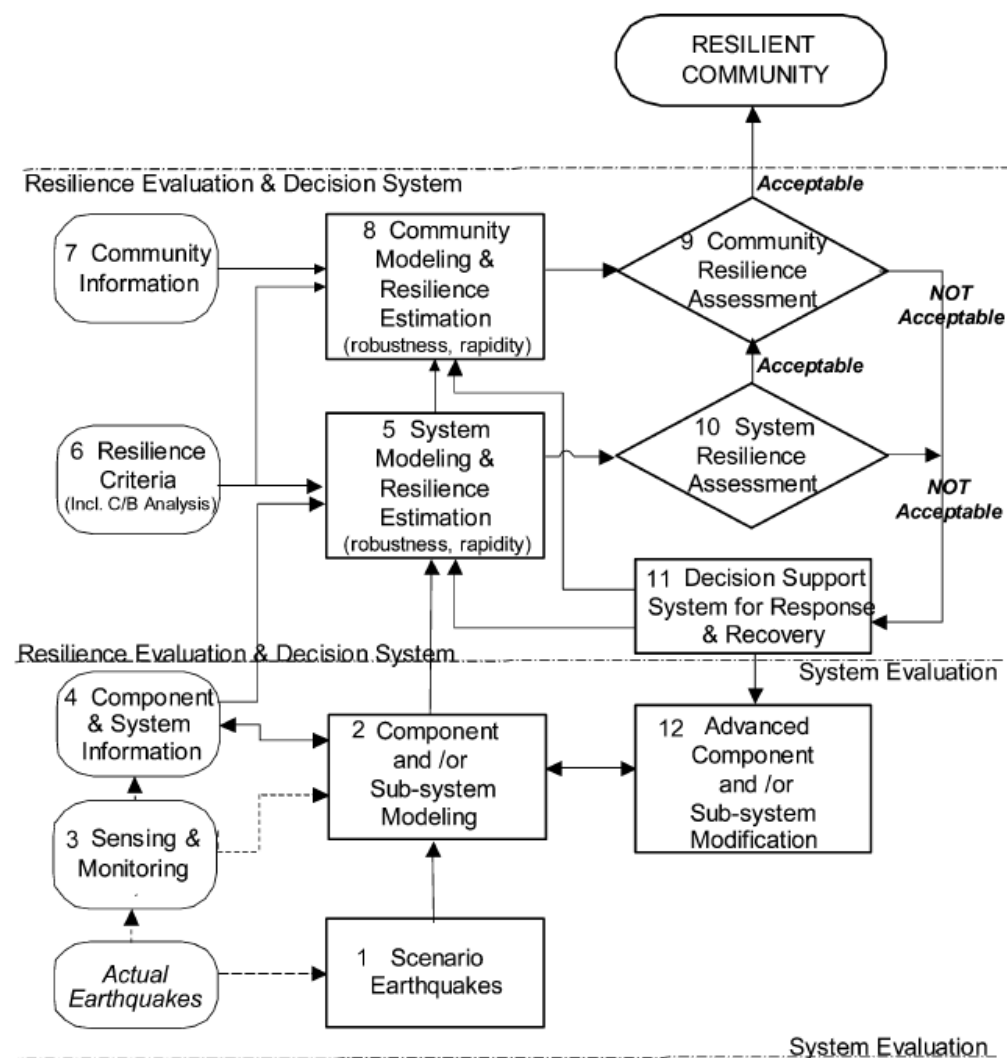 RESILIENT
COMMUNITY
Resilience Evaluation & Decision System
Acceptable
7 Community
Information
8 Community
Modeling &
Resilience
Estimation
(robustness, rapidity)
9 Community
Resilience
Assessment
NOT
Acceptable
Acceptable
6 Resilience
Criteria
(Incl. C/B Analysis)
5 System
Modeling &
Resilience
Estimation
(robustness, rapidity)
10 System
Resilience
Assessment
NOT
Acceptable
11 Decision Support
System for Response
& Recovery
Resilience Evaluation & Decision System
System Evaluation
4 Component
& System
Information
2 Component
and /or
Sub-system
Modeling
12 Advanced
Component
and /or
Sub-system
Modification
3 Sensing &
Monitoring
Actual
Earthquakes
1 Scenario
Earthquakes
System Evaluation